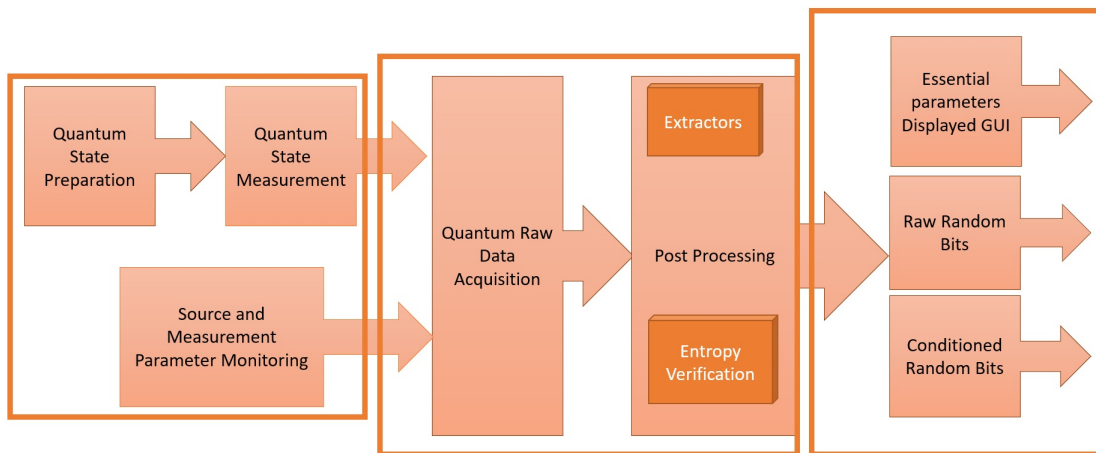 Quantum
State
Preparation
Quantum
State
Measurement
Source and
Measurement
Parameter Monitoring
Quantum Raw
Data
Acquisition
Extractors
Post Processing
Entropy
Verification
Essential
parameters
Displayed GUI
Raw Random
Bits
Conditioned
Random Bits